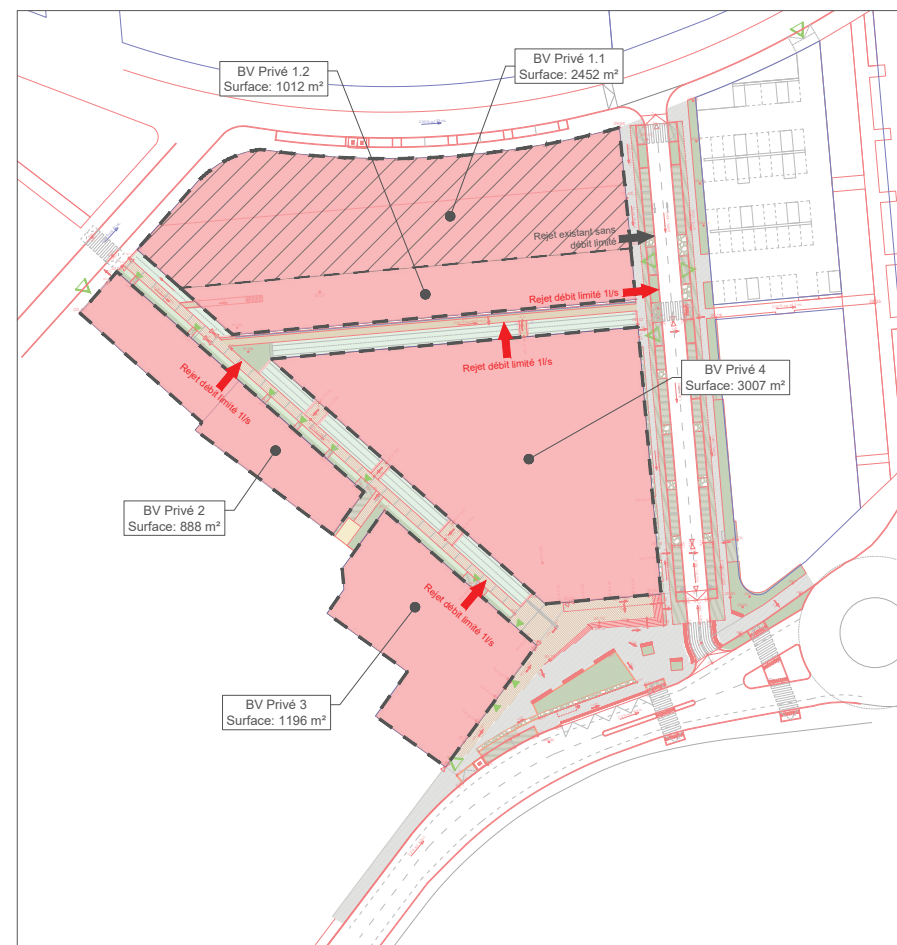 BV Privé 1.1
Surface: 2452 m²
BV Privé 1.2
Surface: 1012 m²
Rejet existant sans
débit limité
Rejet débit limité 1l/s
Rejet débit limité 1l/s
Rejet débit limité 1l/s
BV Privé 4
Surface: 3007 m²
BV Privé 2
Surface: 888 m²
Rejet débit limité 1l/s
BV Privé 3
Surface: 1196 m²